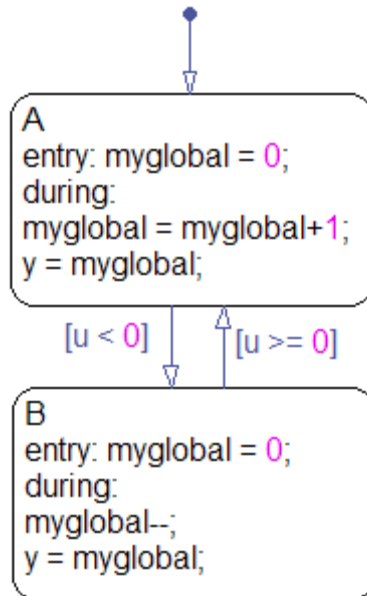 A
entry: myglobal = 0;
during:
myglobal = myglobal+1;
y = myglobal;
[u < 0]
[u >= 0]
B
entry: myglobal = 0;
during:
myglobal--;
y = myglobal;